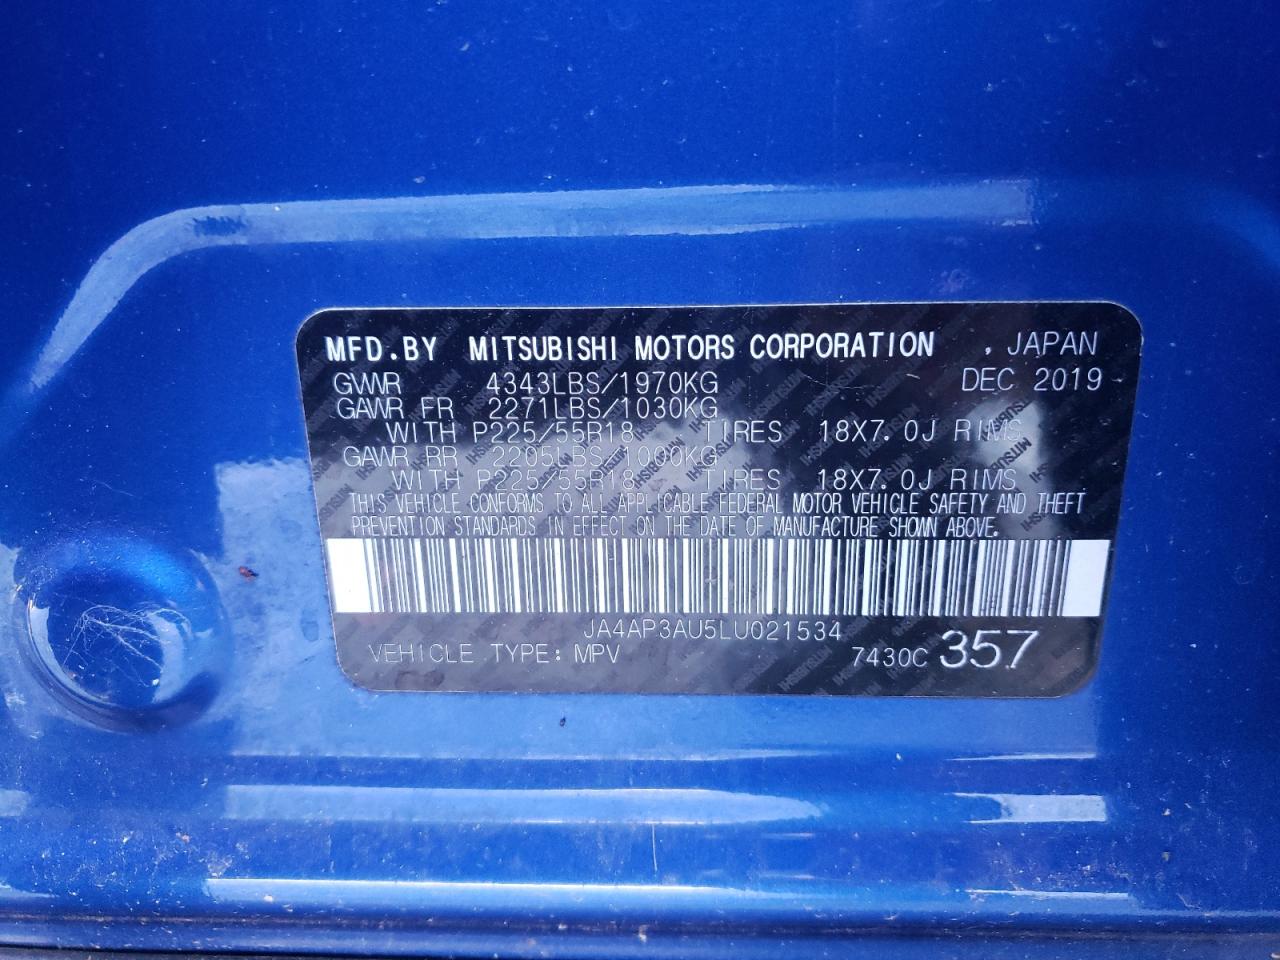 MFD.BY MITSUBISHI MOTORS CORPORATION , JAPAN
GVWR 4343LBS/1970KG DEC 2019
GAWR FR 2271LBS/1030KG
WITH P225/55R18 TIRES 18X7.0J RIMS
GAWR RR 2205LBS/1000KG
WITH P225/55R18 TIRES 18X7.0J RIMS
THIS VEHICLE CONFORMS TO ALL APPLICABLE FEDERAL MOTOR VEHICLE SAFETY AND THEFT
PREVENTION STANDARDS IN EFFECT ON THE DATE OF MANUFACTURE SHOWN ABOVE.
JA4AP3AU5LU021534
VEHICLE TYPE: MPV 7430C 357